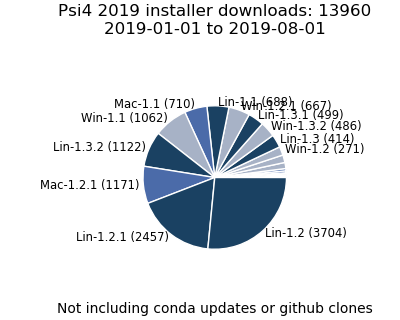 Psi4 2019 installer downloads: 13960
2019-01-01 to 2019-08-01
Lin-1.1 (688)
Mac-1.1 (710)
Win-1.2.1 (667)
Win-1.1 (1062)
Lin-1.3.1 (499)
Win-1.3.2 (486)
Lin-1.3.2 (1122)
Lin-1.3 (414)
Win-1.2 (271)
Mac-1.2.1 (1171)
Lin-1.2.1 (2457)
Lin-1.2 (3704)
Not including conda updates or github clones